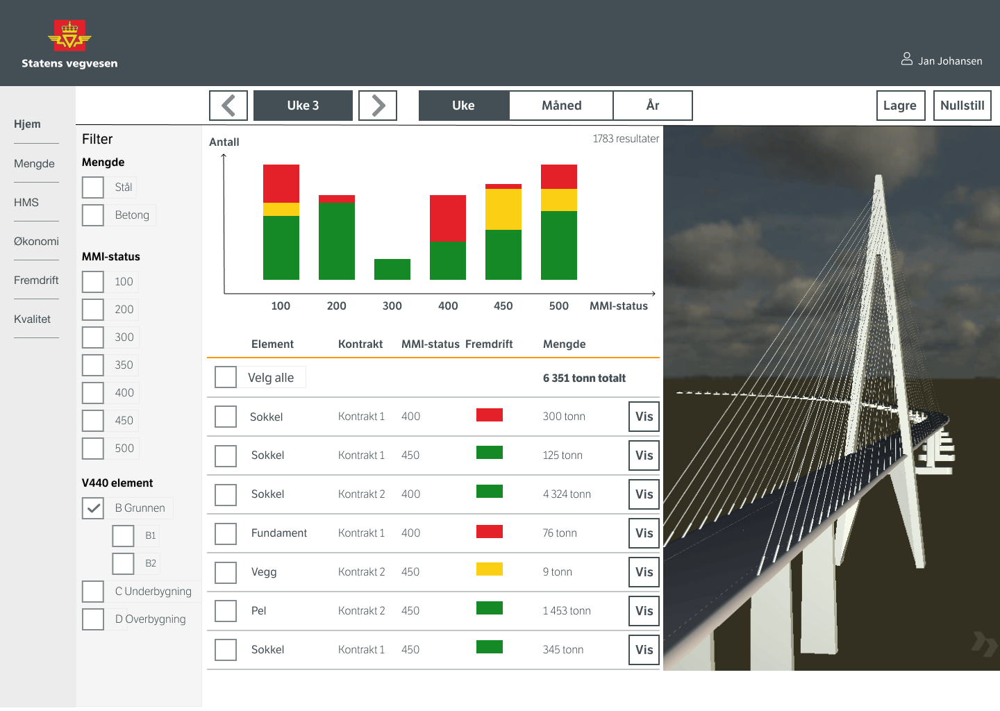 Statens vegvesen
Jan Johansen
Uke 3
Uke
Måned
År
Lagre
Nullstill
Hjem
Mengde
HMS
Økonomi
Fremdrift
Kvalitet
Filter
Mengde
Stål
Betong
MMI-status
100
200
300
350
400
450
500
V440 element
B Grunnen
B1
B2
C Underbygning
D Overbygning
Antall
1783 resultater
100 200 300 400 450 500 MMI-status
Element Kontrakt MMI-status Fremdrift Mengde
Velg alle 6 351 tonn totalt
Sokkel Kontrakt 1 400 300 tonn Vis
Sokkel Kontrakt 1 450 125 tonn Vis
Sokkel Kontrakt 2 400 4 324 tonn Vis
Fundament Kontrakt 1 400 76 tonn Vis
Vegg Kontrakt 2 450 9 tonn Vis
Pel Kontrakt 2 450 1 453 tonn Vis
Sokkel Kontrakt 1 450 345 tonn Vis